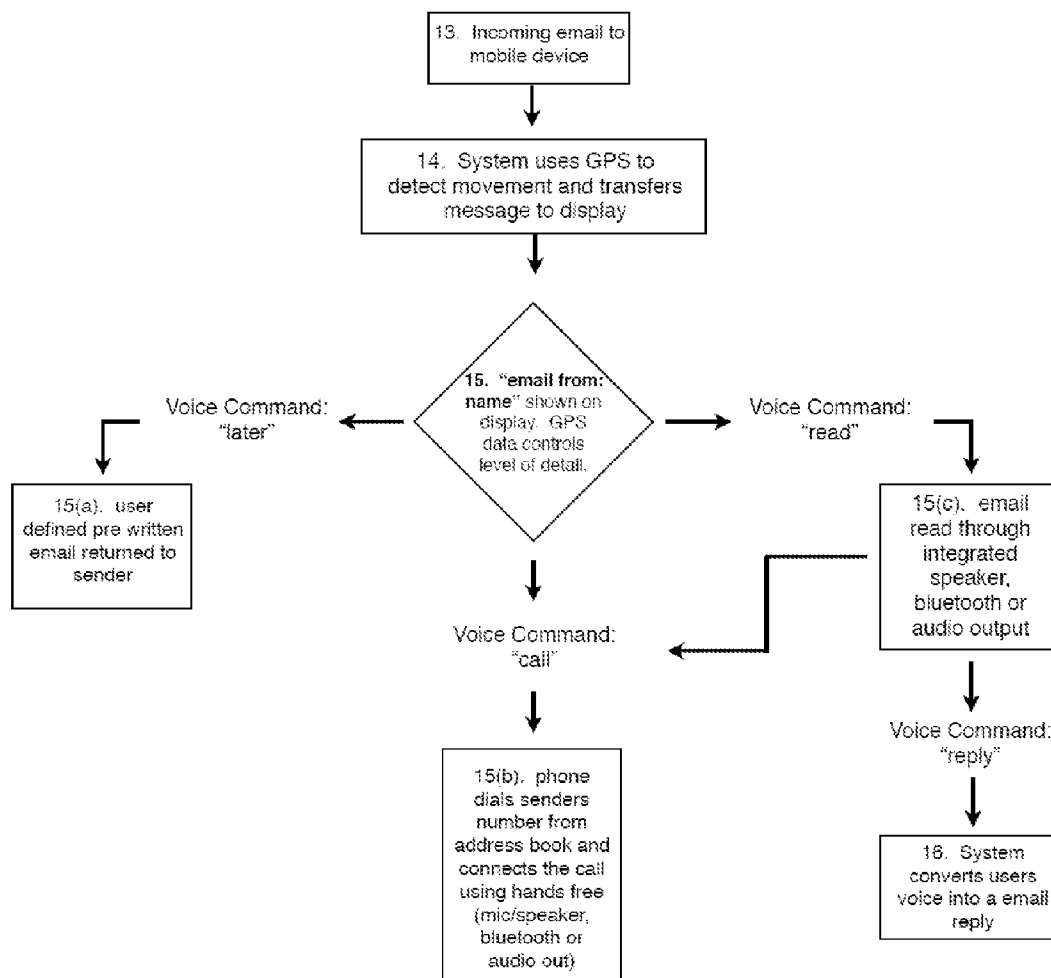 13. Incoming email to
mobile device
14. System uses GPS to
detect movement and transfers
message to display
15. “email from:
name” shown on
display. GPS
data controls
level of detail.
Voice Command:
“later”
Voice Command:
“read”
15(a). user
defined pre written
email returned to
sender
15(c). email
read through
integrated
speaker,
bluetooth or
audio output
Voice Command:
“call”
Voice Command:
“reply”
15(b). phone
dials senders
number from
address book and
connects the call
using hands free
(mic/speaker,
bluetooth or
audio out)
16. System
converts users
voice into a email
reply